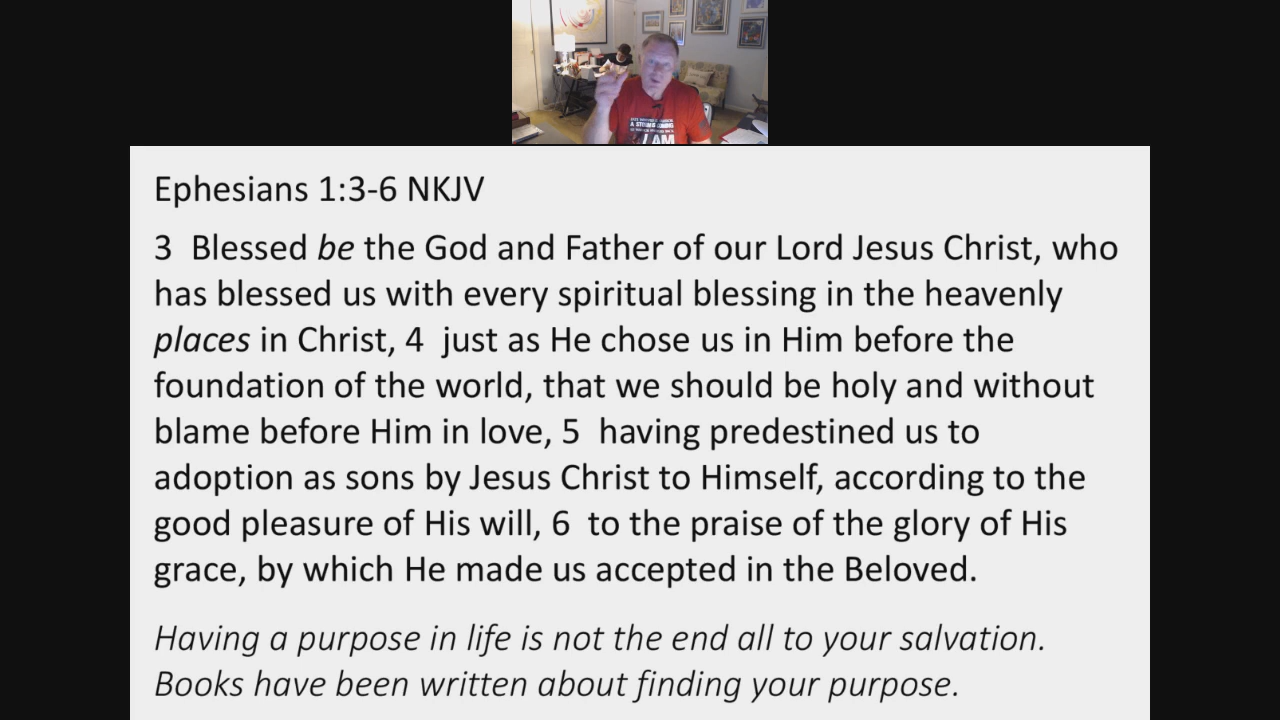 A STORM IS COMING
I AM
Ephesians 1:3-6 NKJV
3 Blessed be the God and Father of our Lord Jesus Christ, who
has blessed us with every spiritual blessing in the heavenly
places in Christ, 4 just as He chose us in Him before the
foundation of the world, that we should be holy and without
blame before Him in love, 5 having predestined us to
adoption as sons by Jesus Christ to Himself, according to the
good pleasure of His will, 6 to the praise of the glory of His
grace, by which He made us accepted in the Beloved.
Having a purpose in life is not the end all to your salvation.
Books have been written about finding your purpose.